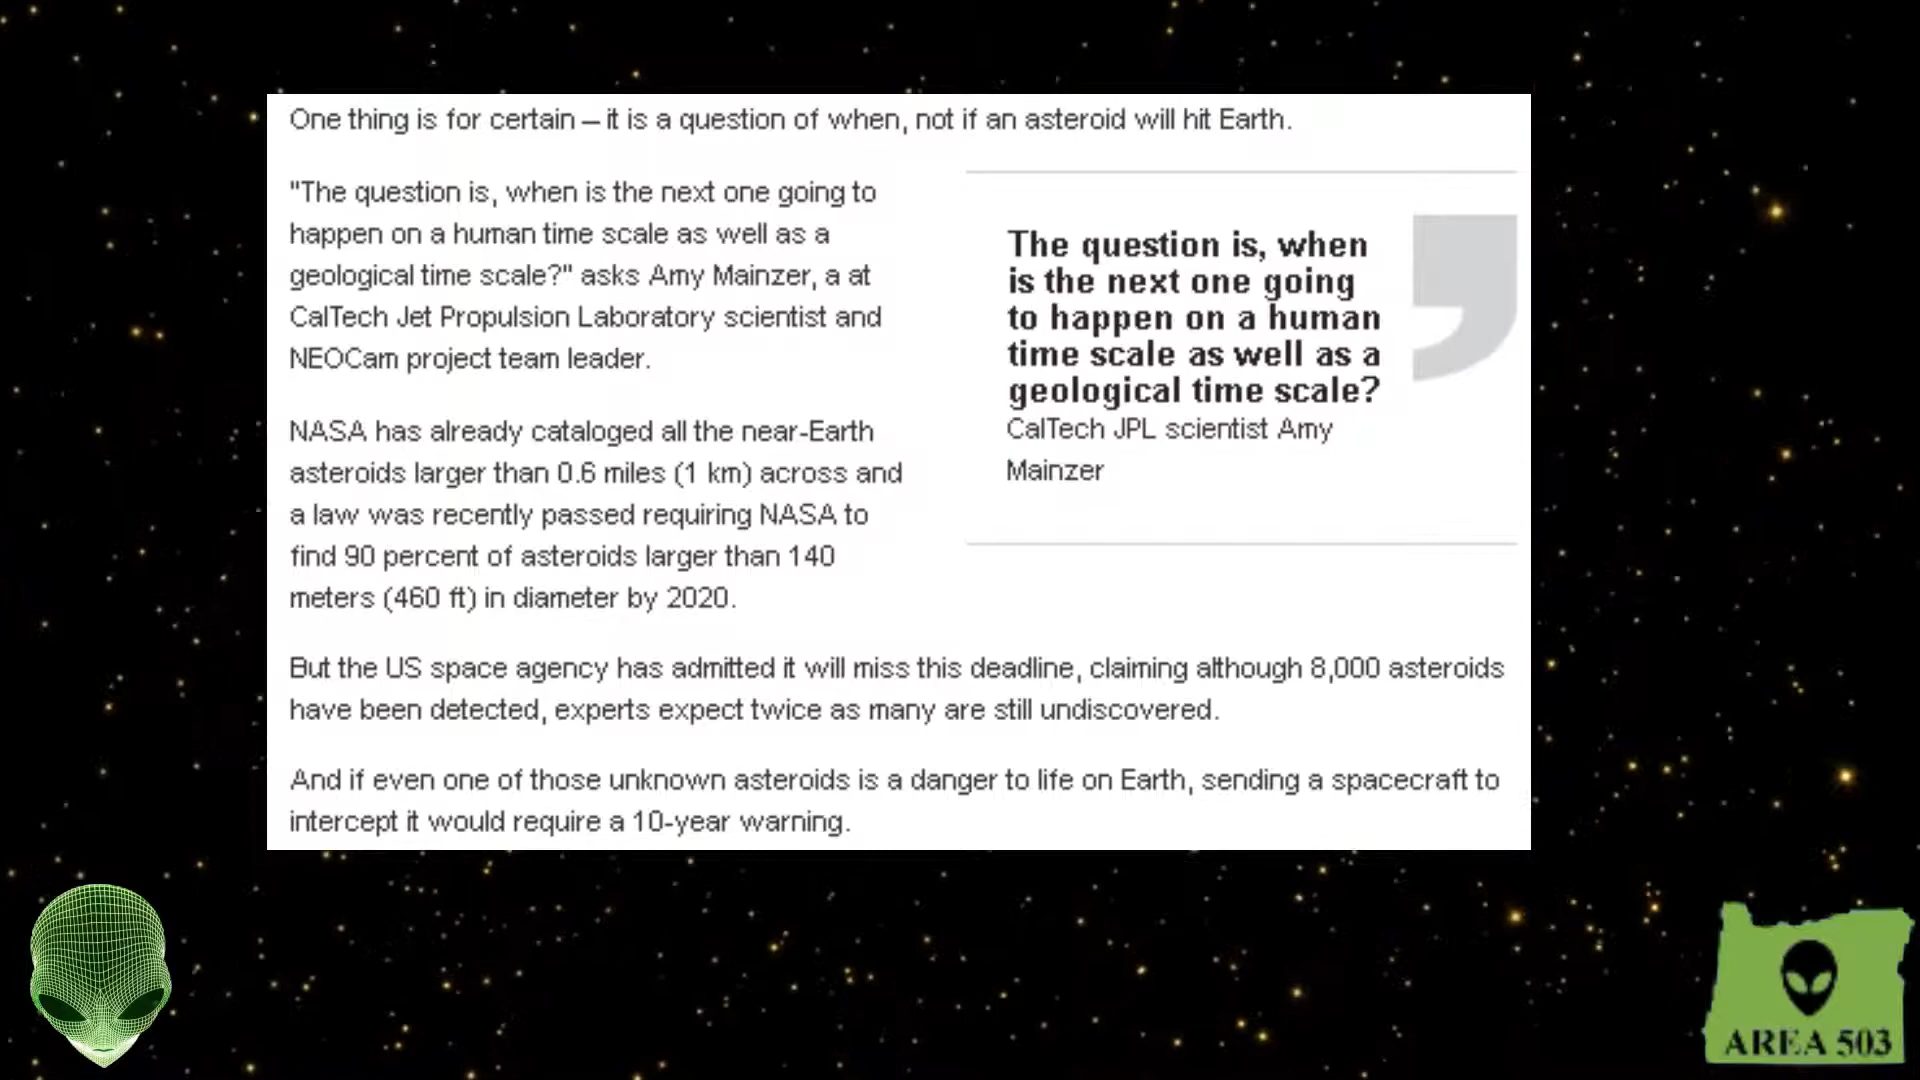 One thing is for certain – it is a question of when, not if an asteroid will hit Earth.
"The question is, when is the next one going to
happen on a human time scale as well as a
geological time scale?" asks Amy Mainzer, a at
CalTech Jet Propulsion Laboratory scientist and
NEOCam project team leader.
The question is, when
is the next one going
to happen on a human
time scale as well as a
geological time scale?
CalTech JPL scientist Amy
Mainzer
NASA has already cataloged all the near-Earth
asteroids larger than 0.6 miles (1 km) across and
a law was recently passed requiring NASA to
find 90 percent of asteroids larger than 140
meters (460 ft) in diameter by 2020.
But the US space agency has admitted it will miss this deadline, claiming although 8,000 asteroids
have been detected, experts expect twice as many are still undiscovered.
And if even one of those unknown asteroids is a danger to life on Earth, sending a spacecraft to
intercept it would require a 10-year warning.
AREA 503